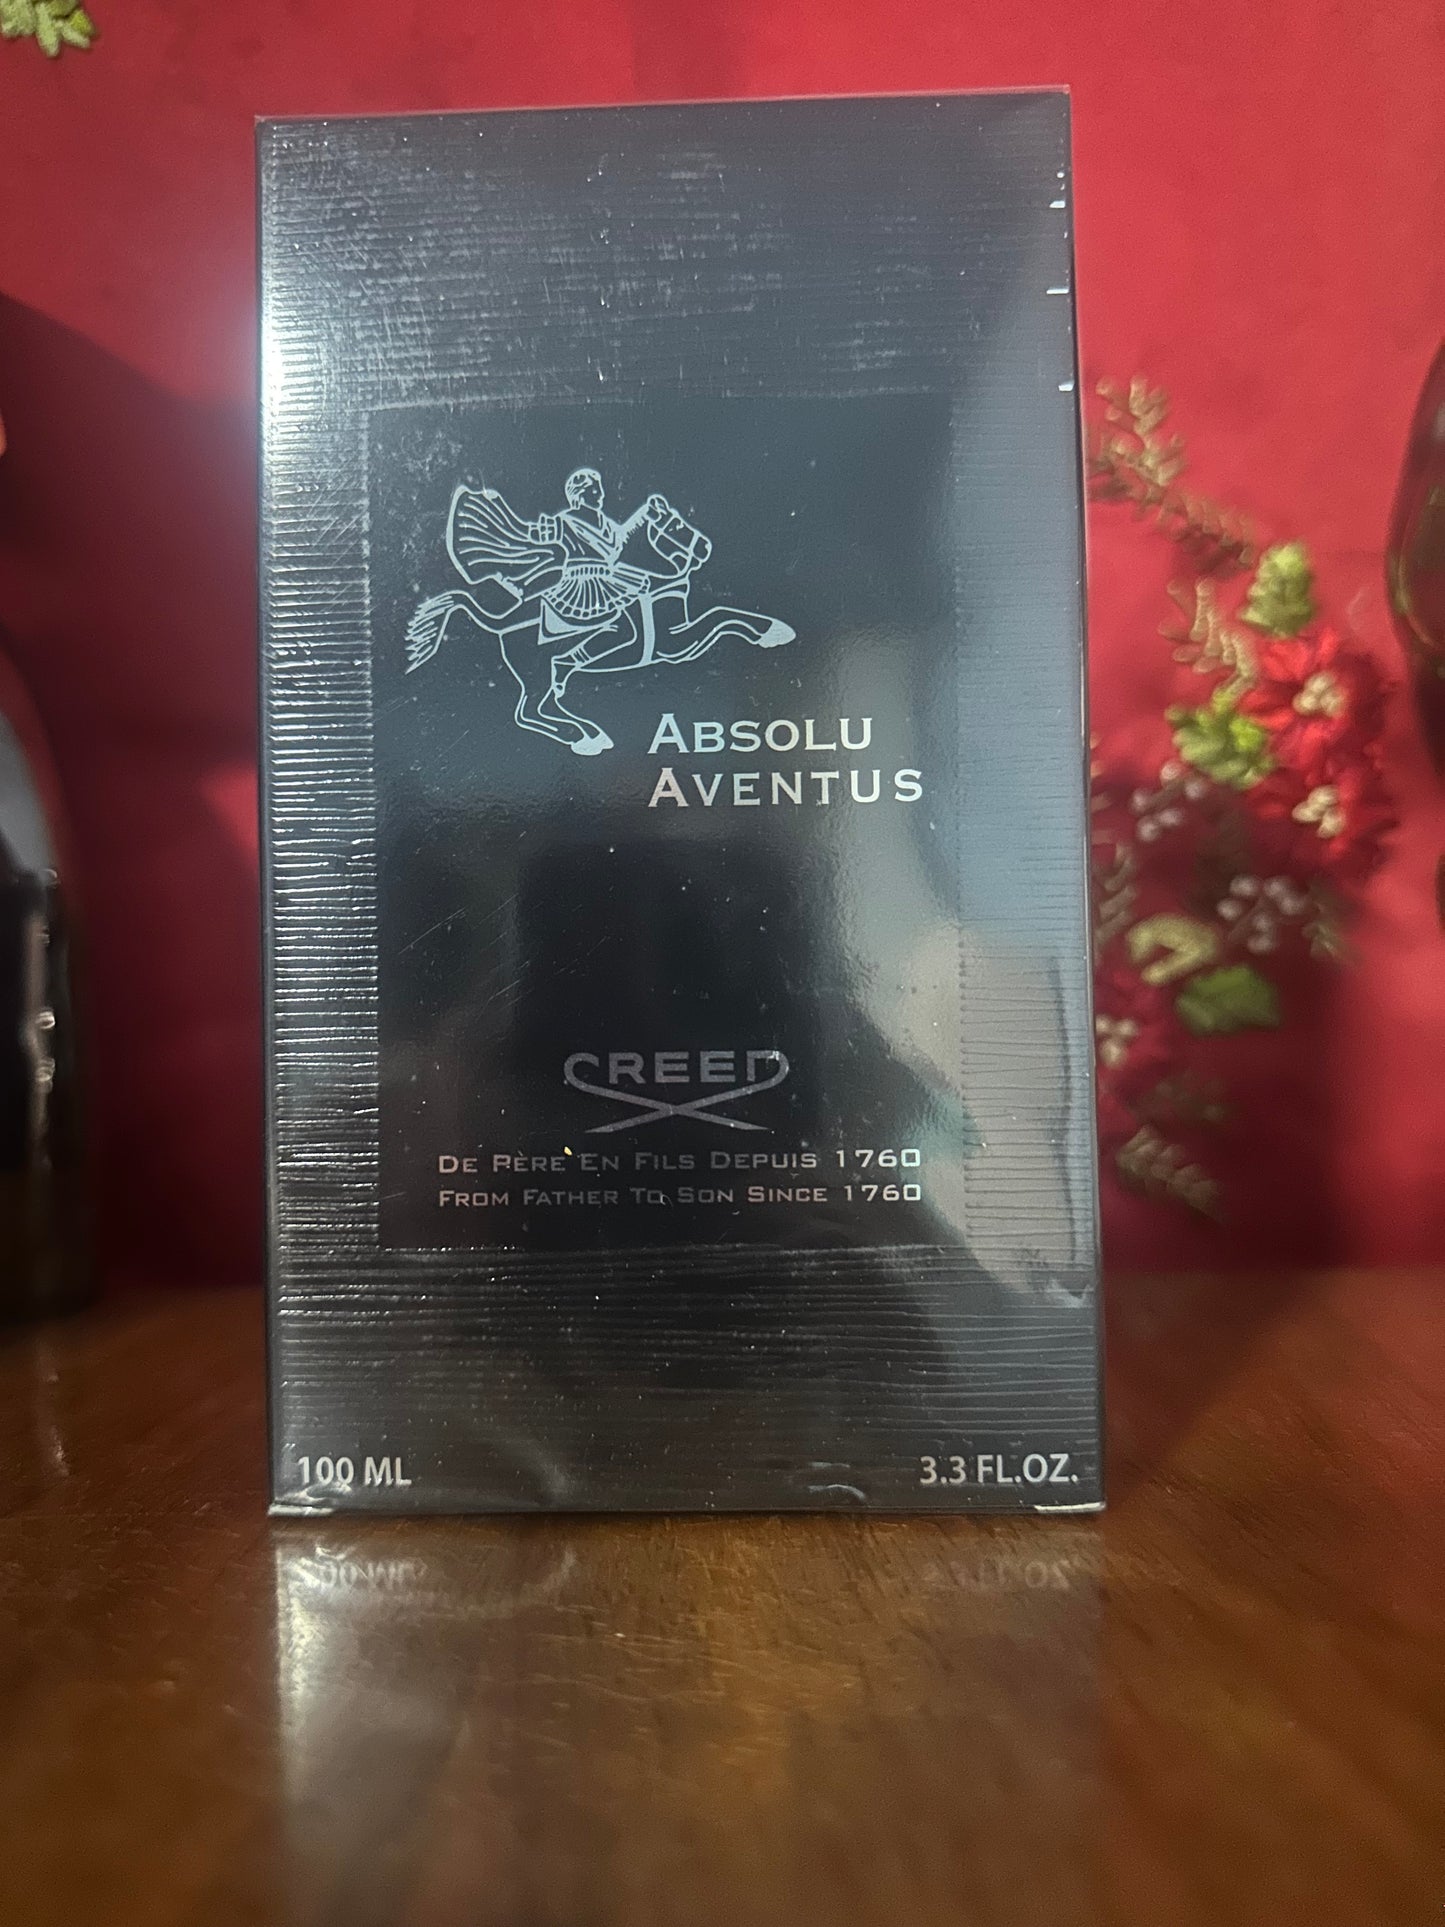 ABSOLU
AVENTUS
CREED
DE PÈRE EN FILS DEPUIS 1760
FROM FATHER TO SON SINCE 1760
100 ML
3.3 FL.OZ.